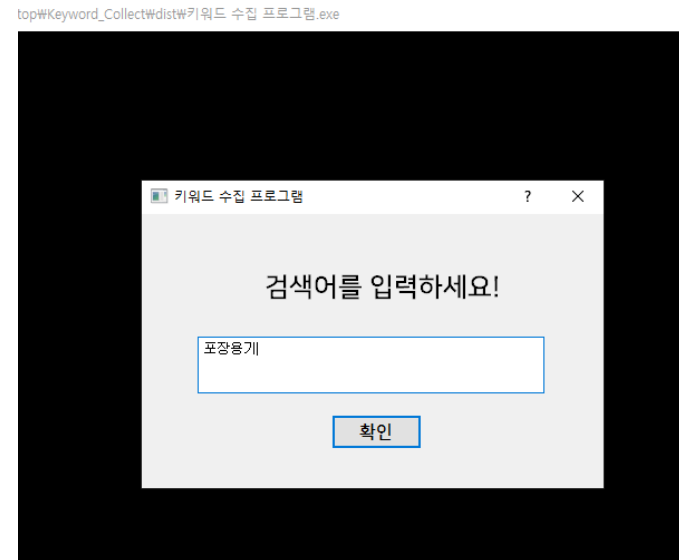 top₩Keyword_Collect₩dist₩키워드 수집 프로그램.exe
키워드 수집 프로그램 ?
검색어를 입력하세요!
포장용기
확인